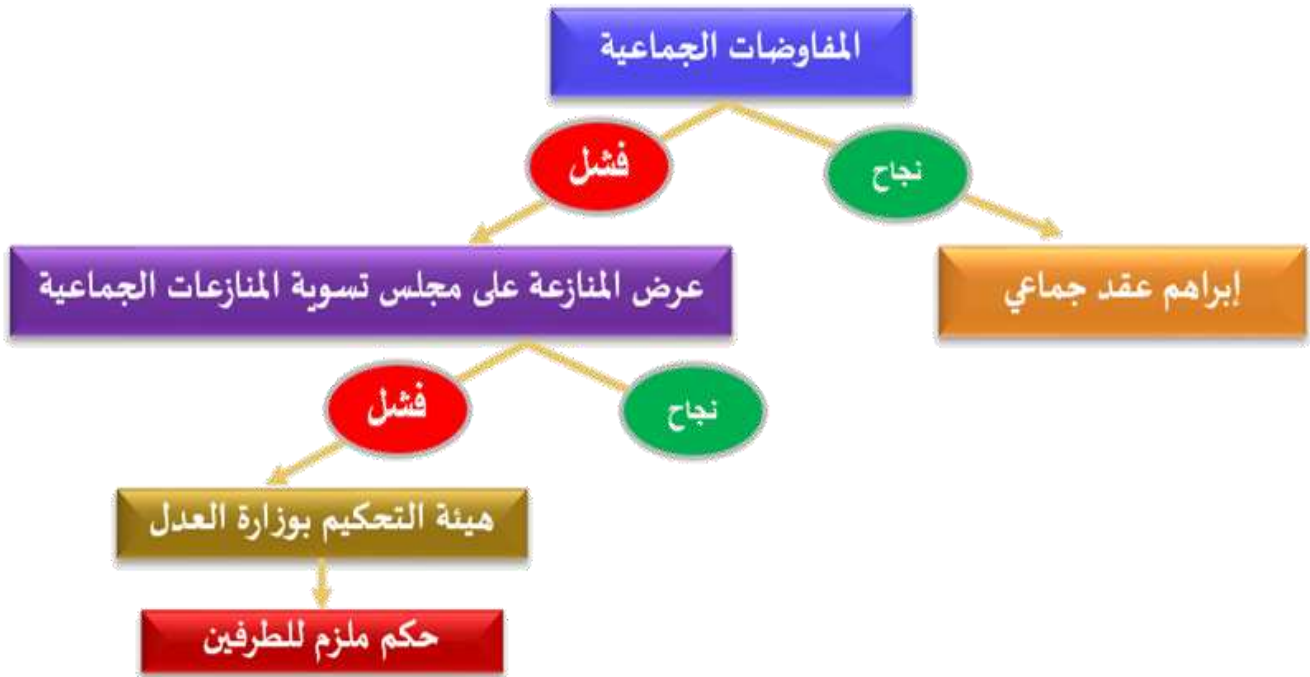 المفاوضات الجماعية
نجاح
فشل
إبراهم عقد جماعي
عرض المنازعة على مجلس تسوية المنازعات الجماعية
نجاح
فشل
هيئة التحكيم بوزارة العدل
حكم ملزم للطرفين